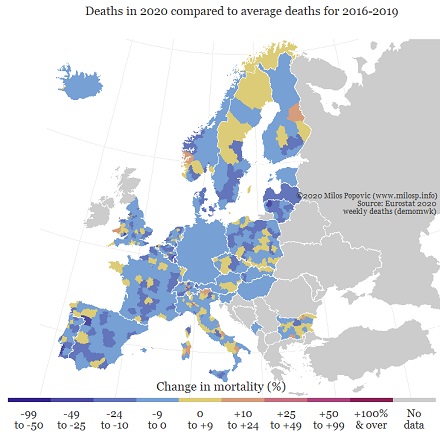 Deaths in 2020 compared to average deaths for 2016-2019
©2020 Milos Popovic (www.milosp.info)
Source: Eurostat 2020
weekly deaths (demomwk)
Change in mortality (%)
-99 to -50
-49 to -25
-24 to -10
-9 to 0
0 to +9
+10 to +24
+25 to +49
+50 to +99
+100% & over
No data